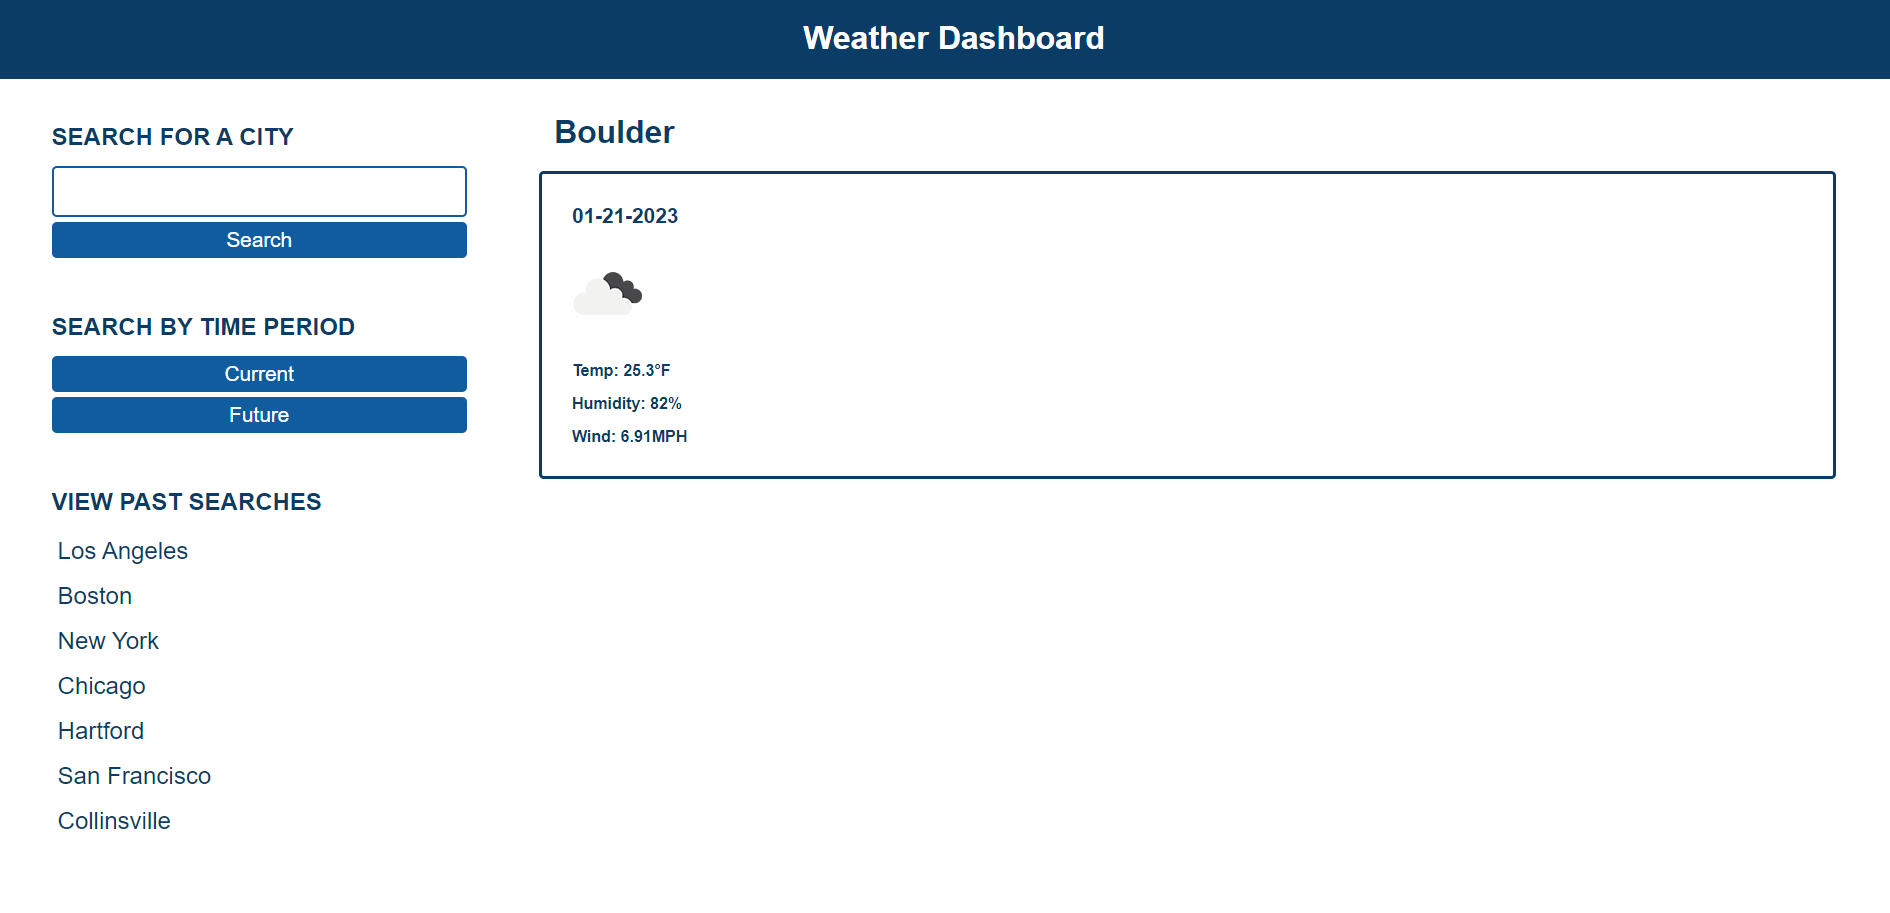 Weather Dashboard
SEARCH FOR A CITY
Search
SEARCH BY TIME PERIOD
Current
Future
VIEW PAST SEARCHES
Los Angeles
Boston
New York
Chicago
Hartford
San Francisco
Collinsville
Boulder
01-21-2023
Temp: 25.3°F
Humidity: 82%
Wind: 6.91MPH